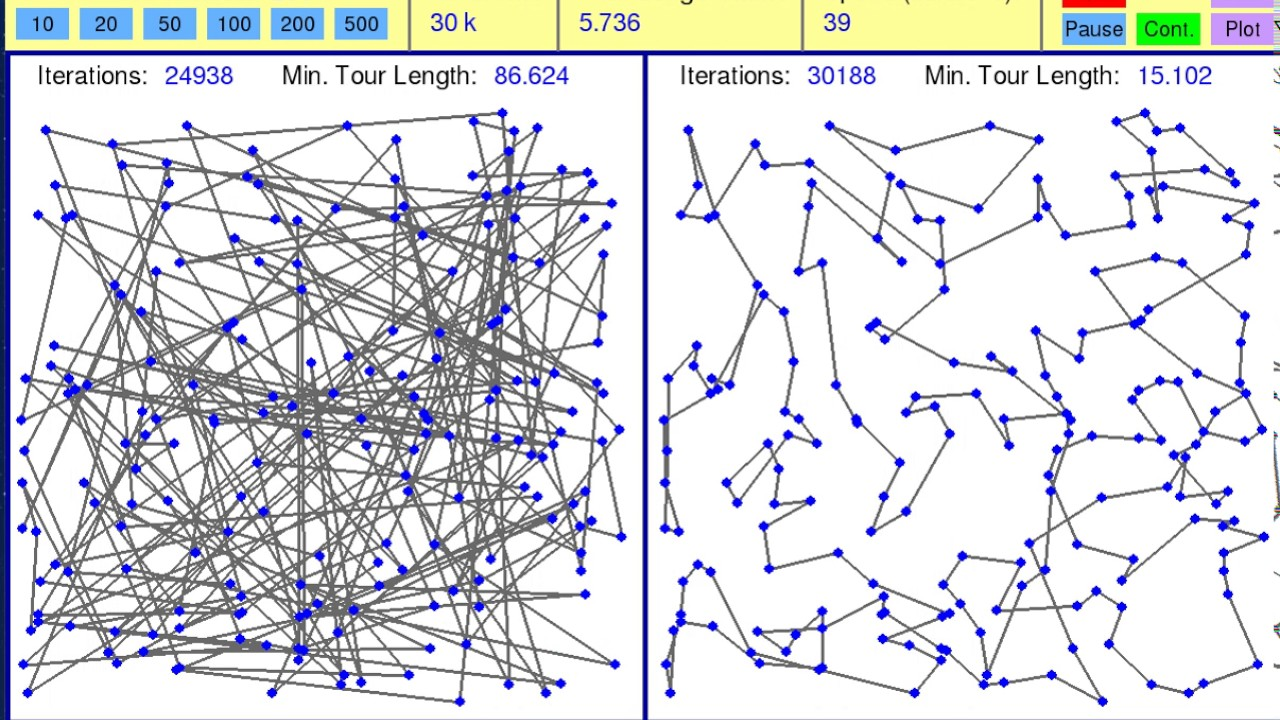 10 20 50 100 200 500 30 k 5.736 39 Pause Cont. Plot
Iterations: 24938 Min. Tour Length: 86.624 Iterations: 30188 Min. Tour Length: 15.102